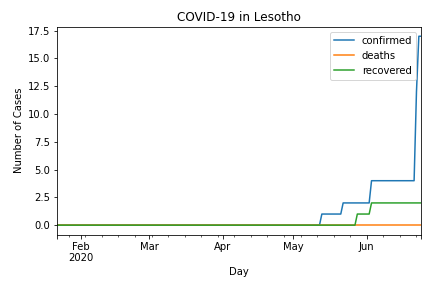 COVID-19 in Lesotho
confirmed
deaths
recovered
Number of Cases
17.5
15.0
12.5
10.0
7.5
5.0
2.5
0.0
Feb
2020
Mar
Apr
May
Jun
Day